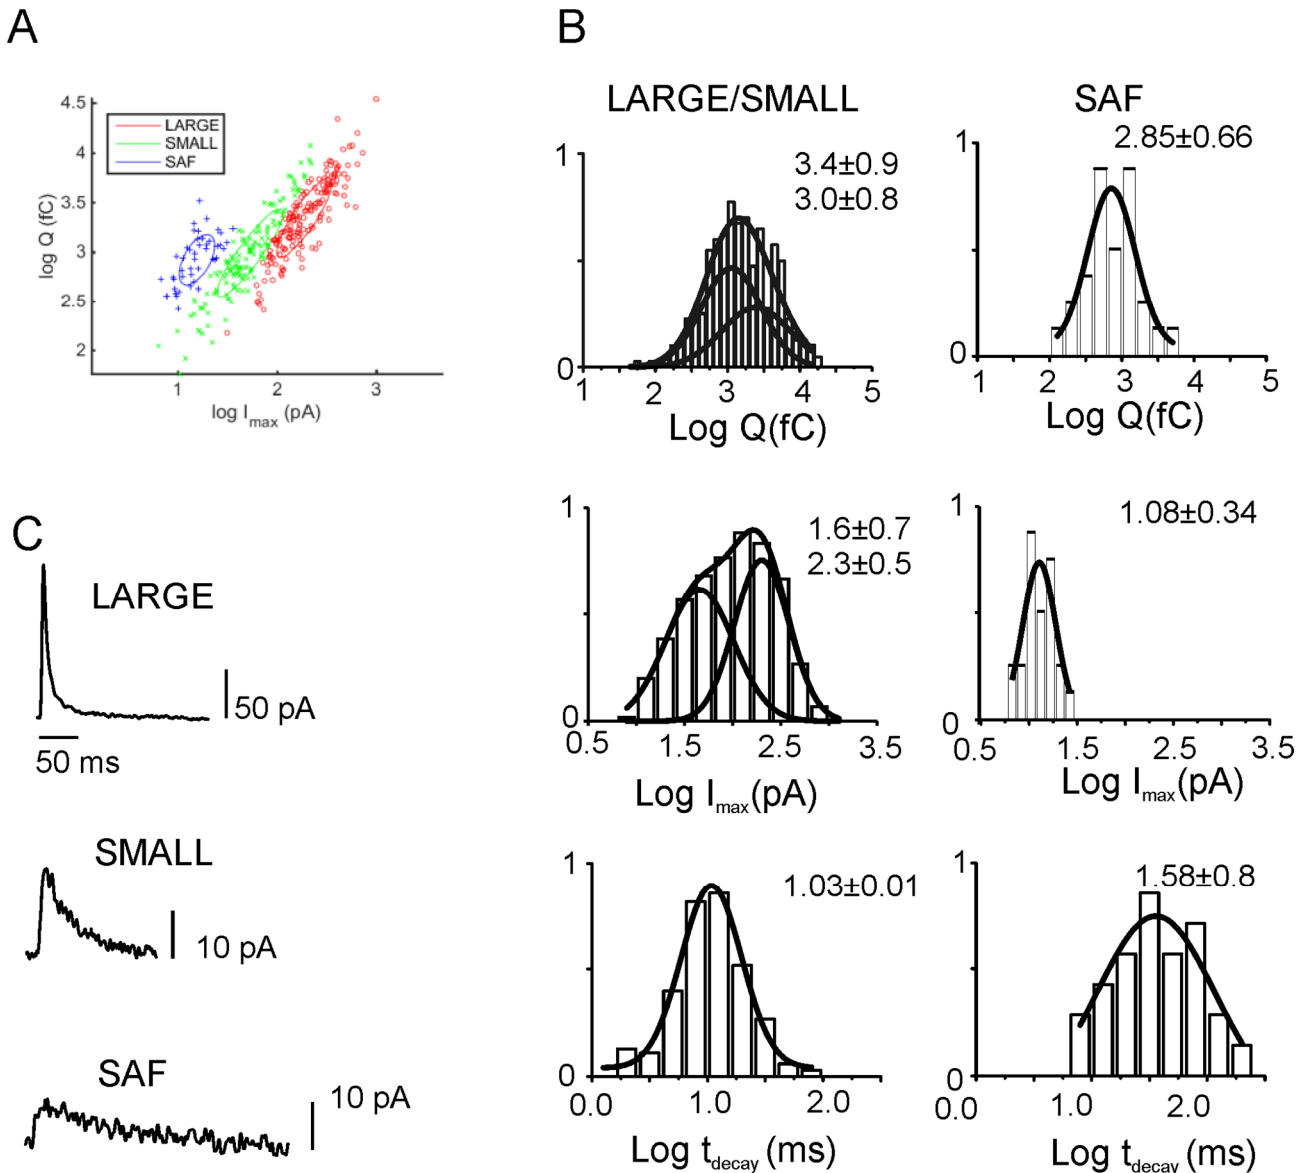 A
4.5
4
3.5
3
2.5
2
log Q (fC)
LARGE
SMALL
SAF
1
2
3
log Imax (pA)
B
LARGE/SMALL
3.4±0.9
3.0±0.8
1
0
1
2
3
4
5
Log Q(fC)
SAF
2.85±0.66
1
0
1
2
3
4
5
Log Q(fC)
1.6±0.7
2.3±0.5
1
0
0.5
1.5
2.5
3.5
Log Imax(pA)
1.08±0.34
1
0
0.5
1.5
2.5
3.5
Log Imax(pA)
1.03±0.01
1
0
0.0
1.0
2.0
Log tdecay (ms)
1.58±0.8
1
0
0.0
1.0
2.0
Log tdecay (ms)
C
LARGE
50 pA
50 ms
SMALL
10 pA
SAF
10 pA